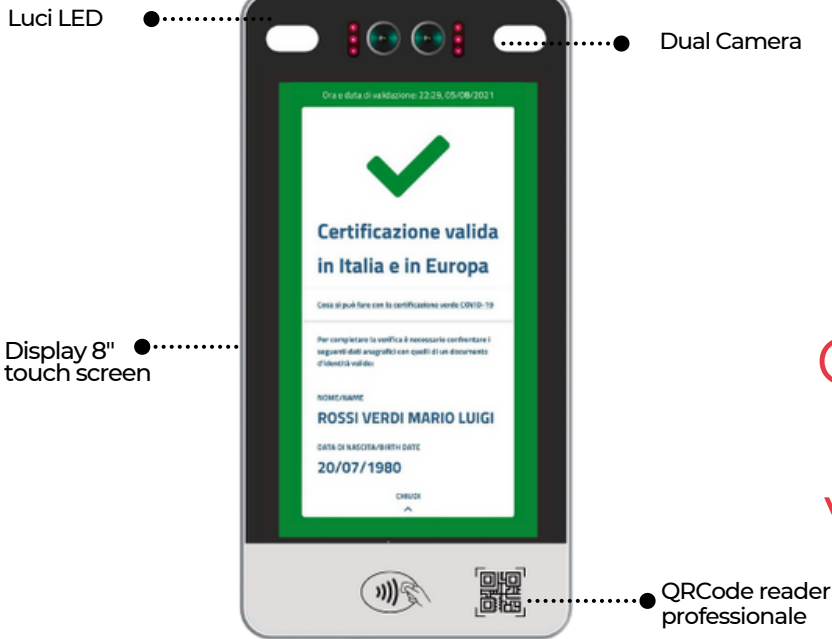 Luci LED
Dual Camera
Ora e data di validazione: 22:29, 05/08/2021
Certificazione valida
in Italia e in Europa
Cosa si può fare con la certificazione verde COVID-19
Per completare la verifica è necessario confrontare i
seguenti dati anagrafici con quelli di un documento
d'identità valido:
Display 8"
touch screen
NOME/NAME
ROSSI VERDI MARIO LUIGI
DATA DI NASCITA/BIRTH DATE
20/07/1980
CHIUDI
QRCode reader
professionale